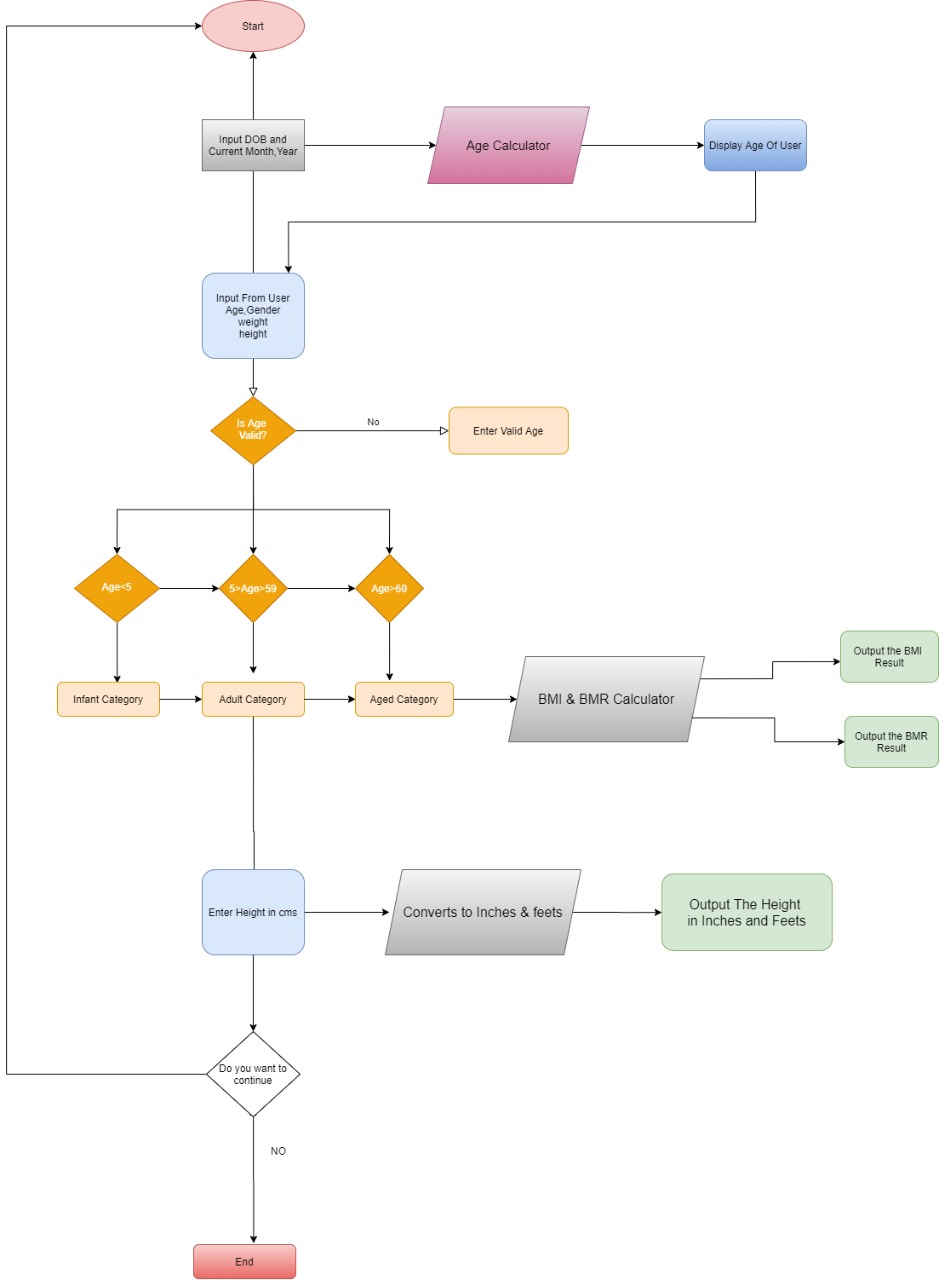 Start
Input DOB and
Current Month,Year
Age Calculator
Display Age Of User
Input From User
Age,Gender
weight
height
Is Age
Valid?
No
Enter Valid Age
Age<5
5>Age>59
Age>60
Infant Category
Adult Category
Aged Category
BMI & BMR Calculator
Output the BMI
Result
Output the BMR
Result
Enter Height in cms
Converts to Inches & feets
Output The Height
in Inches and Feets
Do you want to
continue
NO
End